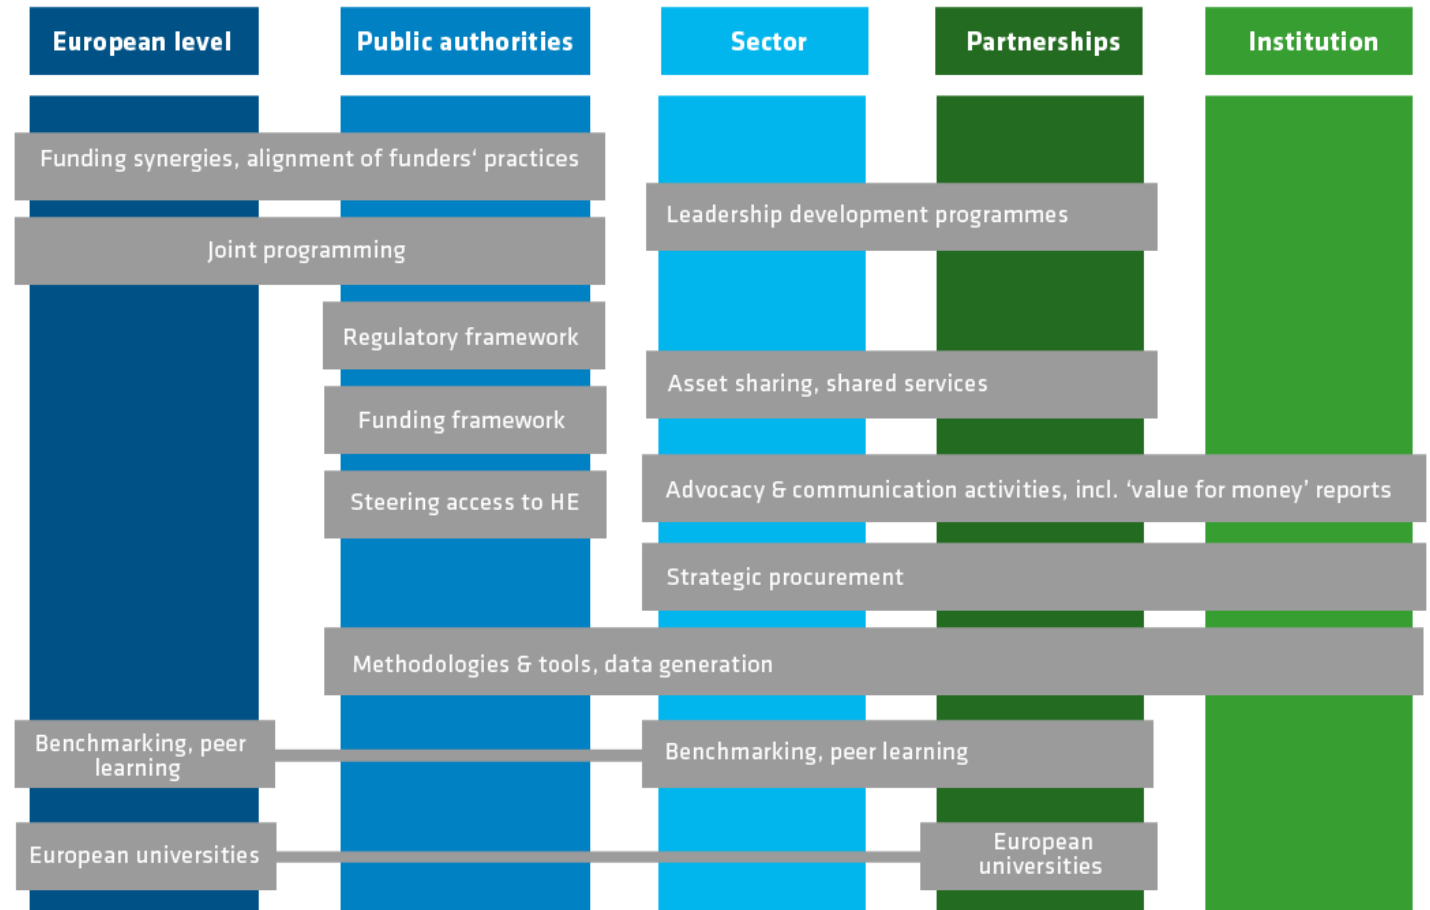 European level
Public authorities
Sector
Partnerships
Institution
Funding synergies, alignment of funders‘ practices
Leadership development programmes
Joint programming
Regulatory framework
Asset sharing, shared services
Funding framework
Advocacy & communication activities, incl. ‘value for money’ reports
Steering access to HE
Strategic procurement
Methodologies & tools, data generation
Benchmarking, peer
learning
Benchmarking, peer learning
European universities
European
universities